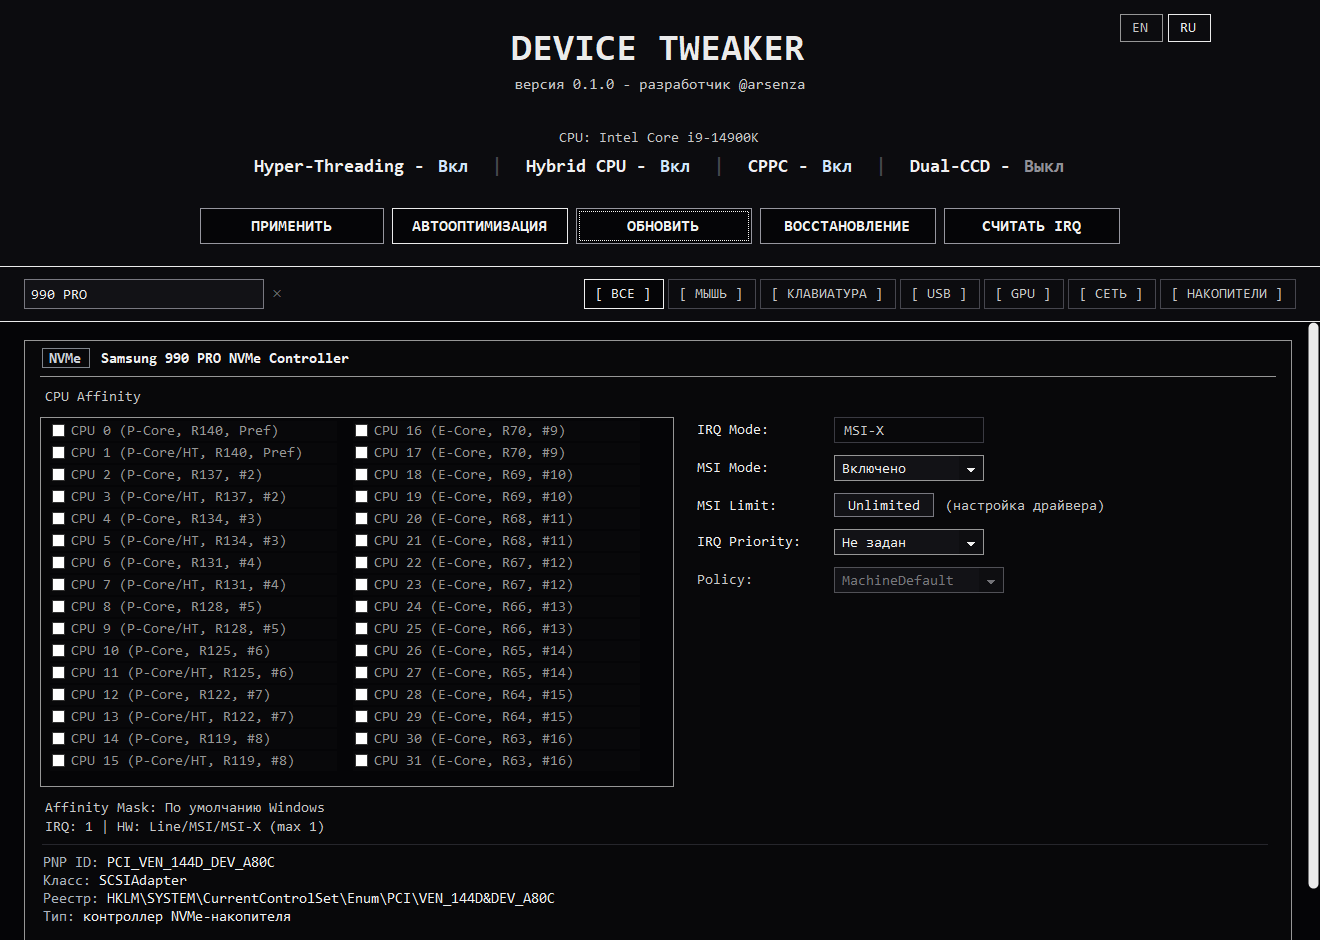 EN RU
DEVICE TWEAKER
версия 0.1.0 - разработчик @arsenza
CPU: Intel Core i9-14900K
Hyper-Threading - Вкл | Hybrid CPU - Вкл | CPPC - Вкл | Dual-CCD - Выкл
ПРИМЕНИТЬ АВТООПТИМИЗАЦИЯ ОБНОВИТЬ ВОССТАНОВЛЕНИЕ СЧИТАТЬ IRQ
990 PRO × [ ВСЕ ] [ МЫШЬ ] [ КЛАВИАТУРА ] [ USB ] [ GPU ] [ СЕТЬ ] [ НАКОПИТЕЛИ ]
NVMe Samsung 990 PRO NVMe Controller
CPU Affinity
CPU 0 (P-Core, R140, Pref)
CPU 1 (P-Core/HT, R140, Pref)
CPU 2 (P-Core, R137, #2)
CPU 3 (P-Core/HT, R137, #2)
CPU 4 (P-Core, R134, #3)
CPU 5 (P-Core/HT, R134, #3)
CPU 6 (P-Core, R131, #4)
CPU 7 (P-Core/HT, R131, #4)
CPU 8 (P-Core, R128, #5)
CPU 9 (P-Core/HT, R128, #5)
CPU 10 (P-Core, R125, #6)
CPU 11 (P-Core/HT, R125, #6)
CPU 12 (P-Core, R122, #7)
CPU 13 (P-Core/HT, R122, #7)
CPU 14 (P-Core, R119, #8)
CPU 15 (P-Core/HT, R119, #8)
CPU 16 (E-Core, R70, #9)
CPU 17 (E-Core, R70, #9)
CPU 18 (E-Core, R69, #10)
CPU 19 (E-Core, R69, #10)
CPU 20 (E-Core, R68, #11)
CPU 21 (E-Core, R68, #11)
CPU 22 (E-Core, R67, #12)
CPU 23 (E-Core, R67, #12)
CPU 24 (E-Core, R66, #13)
CPU 25 (E-Core, R66, #13)
CPU 26 (E-Core, R65, #14)
CPU 27 (E-Core, R65, #14)
CPU 28 (E-Core, R64, #15)
CPU 29 (E-Core, R64, #15)
CPU 30 (E-Core, R63, #16)
CPU 31 (E-Core, R63, #16)
IRQ Mode: MSI-X
MSI Mode: Включено
MSI Limit: Unlimited (настройка драйвера)
IRQ Priority: Не задан
Policy: MachineDefault
Affinity Mask: По умолчанию Windows
IRQ: 1 | HW: Line/MSI/MSI-X (max 1)
PNP ID: PCI_VEN_144D_DEV_A80C
Класс: SCSIAdapter
Реестр: HKLM\SYSTEM\CurrentControlSet\Enum\PCI\VEN_144D&DEV_A80C
Тип: контроллер NVMe-накопителя